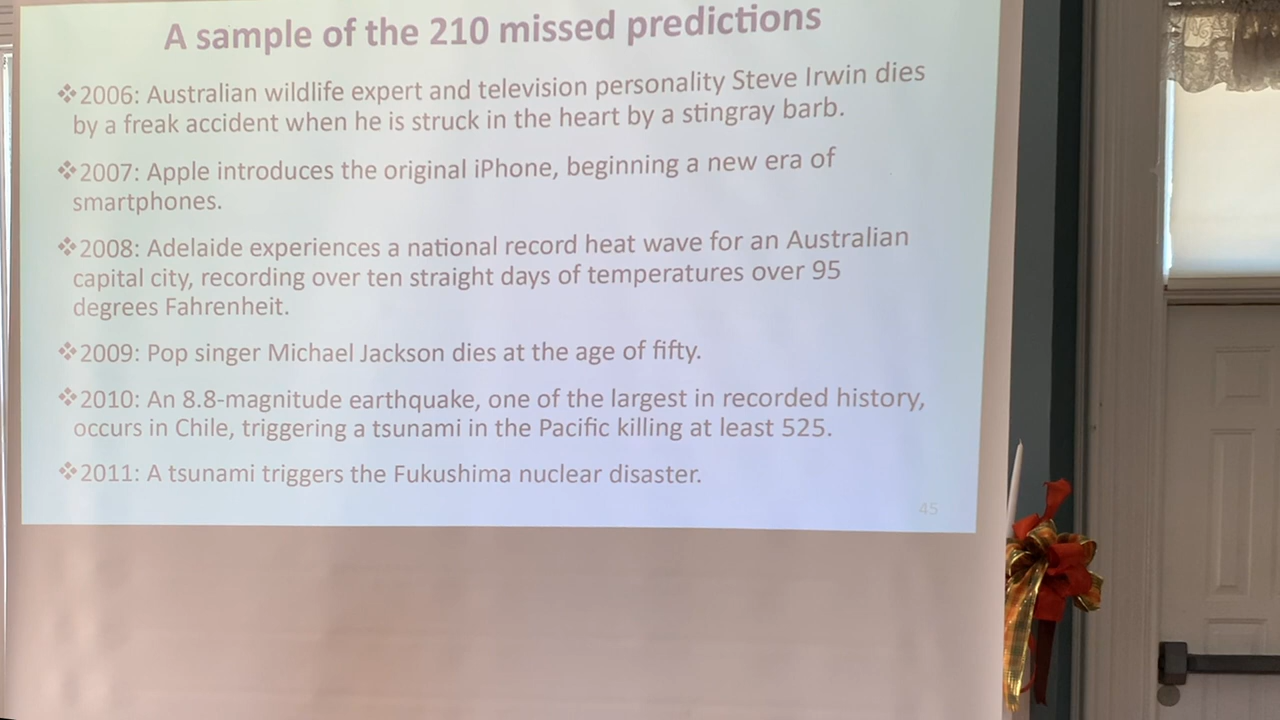 A sample of the 210 missed predictions
❖2006: Australian wildlife expert and television personality Steve Irwin dies
by a freak accident when he is struck in the heart by a stingray barb.
❖2007: Apple introduces the original iPhone, beginning a new era of
smartphones.
❖2008: Adelaide experiences a national record heat wave for an Australian
capital city, recording over ten straight days of temperatures over 95
degrees Fahrenheit.
❖2009: Pop singer Michael Jackson dies at the age of fifty.
❖2010: An 8.8-magnitude earthquake, one of the largest in recorded history,
occurs in Chile, triggering a tsunami in the Pacific killing at least 525.
❖2011: A tsunami triggers the Fukushima nuclear disaster.
45